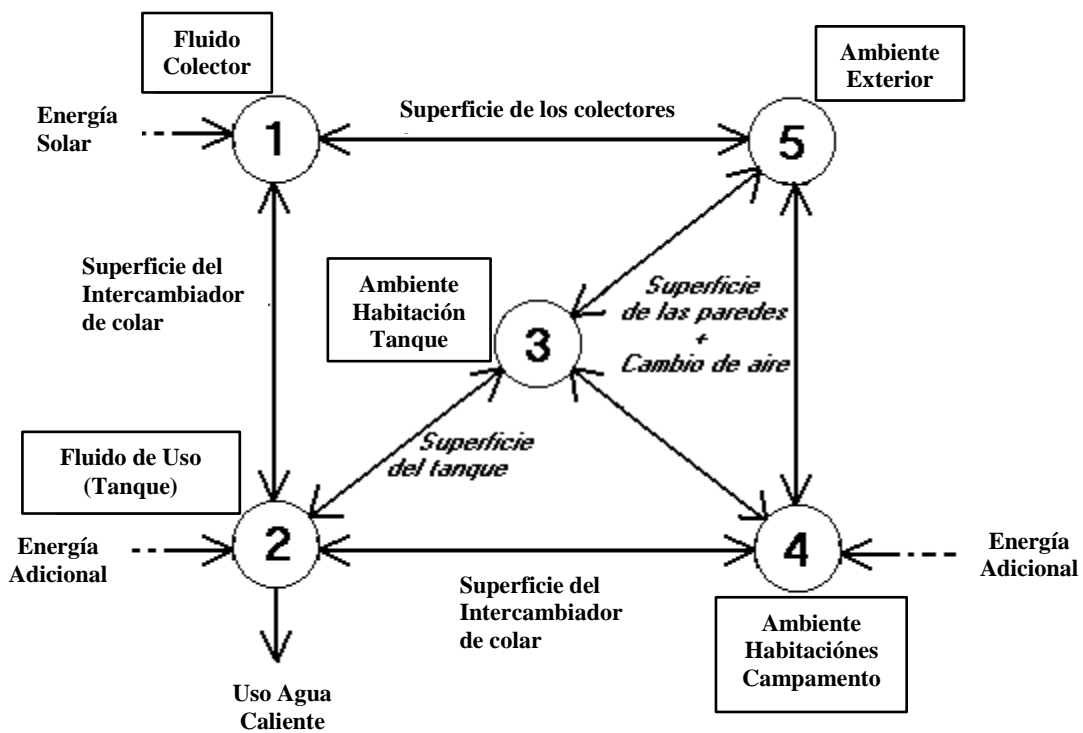 Fluido
Colector
Ambiente
Exterior
Energía
Solar
1
Superficie de los colectores
5
Superficie del
Intercambiador
de colar
Ambiente
Habitación
Tanque
3
Superficie
de las paredes
+
Cambio de aire
Superficie
del tanque
Fluido de Uso
(Tanque)
Energía
Adicional
2
4
Energía
Adicional
Superficie del
Intercambiador
de colar
Ambiente
Habitaciónes
Campamento
Uso Agua
Caliente